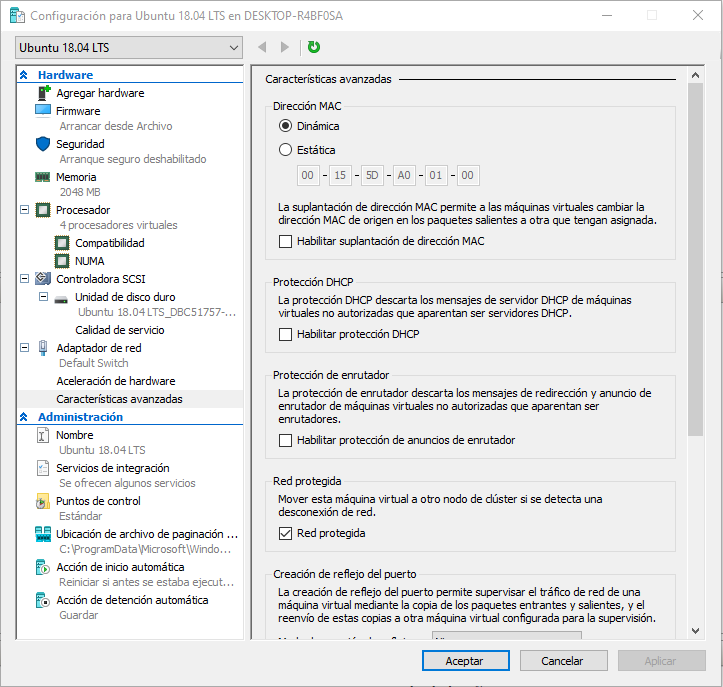 Configuración para Ubuntu 18.04 LTS en DESKTOP-R4BF0SA
Ubuntu 18.04 LTS
Hardware
Agregar hardware
Firmware
Arrancar desde Archivo
Seguridad
Arranque seguro deshabilitado
Memoria
2048 MB
Procesador
4 procesadores virtuales
Compatibilidad
NUMA
Controladora SCSI
Unidad de disco duro
Ubuntu 18.04 LTS_DBC51757-...
Calidad de servicio
Adaptador de red
Default Switch
Aceleración de hardware
Características avanzadas
Administración
Nombre
Ubuntu 18.04 LTS
Servicios de integración
Se ofrecen algunos servicios
Puntos de control
Estándar
Ubicación de archivo de paginación ...
C:\ProgramData\Microsoft\Windo...
Acción de inicio automática
Reiniciar si antes se estaba ejecut...
Acción de detención automática
Guardar
Características avanzadas
Dirección MAC
Dinámica
Estática
00 - 15 - 5D - A0 - 01 - 00
La suplantación de dirección MAC permite a las máquinas virtuales cambiar la
dirección MAC de origen en los paquetes salientes a otra que tengan asignada.
Habilitar suplantación de dirección MAC
Protección DHCP
La protección DHCP descarta los mensajes de servidor DHCP de máquinas
virtuales no autorizadas que aparentan ser servidores DHCP.
Habilitar protección DHCP
Protección de enrutador
La protección de enrutador descarta los mensajes de redirección y anuncio de
enrutador de máquinas virtuales no autorizadas que aparentan ser
enrutadores.
Habilitar protección de anuncios de enrutador
Red protegida
Mover esta máquina virtual a otro nodo de clúster si se detecta una
desconexión de red.
Red protegida
Creación de reflejo del puerto
La creación de reflejo del puerto permite supervisar el tráfico de red de una
máquina virtual mediante la copia de los paquetes entrantes y salientes, y el
reenvío de estas copias a otra máquina virtual configurada para la supervisión.
Aceptar
Cancelar
Aplicar